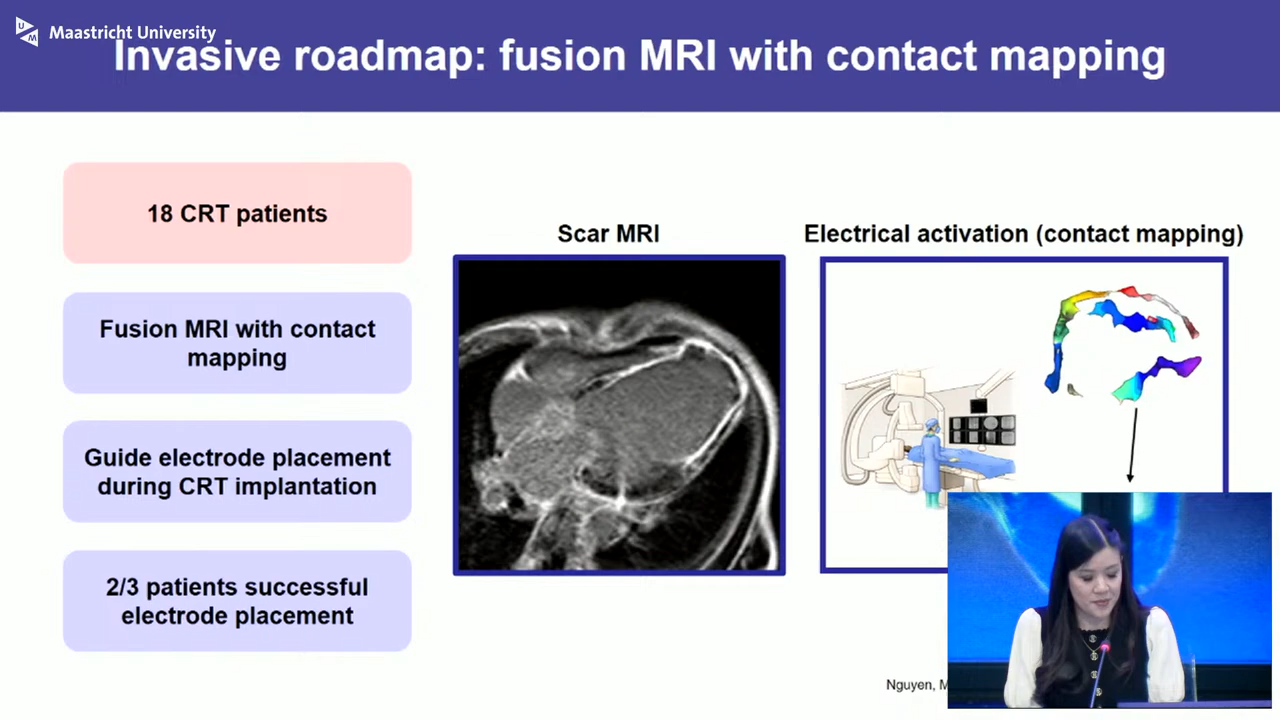 Maastricht University
Invasive roadmap: fusion MRI with contact mapping
18 CRT patients
Fusion MRI with contact
mapping
Guide electrode placement
during CRT implantation
2/3 patients successful
electrode placement
Scar MRI
Electrical activation (contact mapping)
Nguyen,